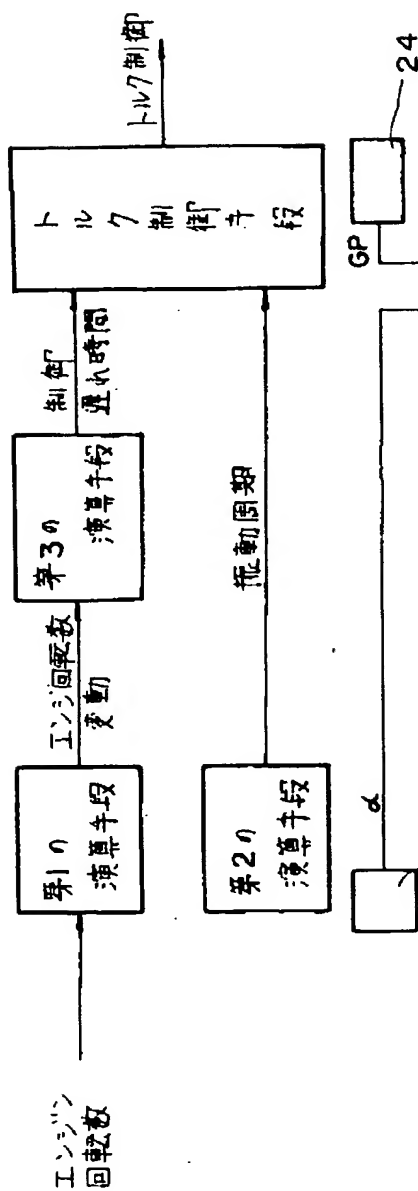 エンジン
回転数
第1の
演算手段
エンジ回転数
変動
第3の
演算手段
制御
遅れ時間
トルク制御手段
トルク制御
第2の
演算手段
振動周期
α
GP
24